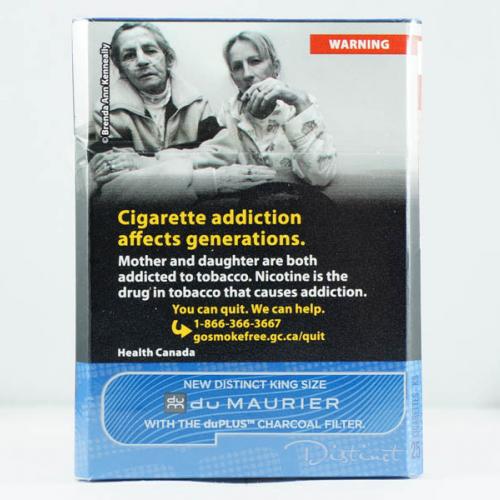 WARNING
© Brenda Ann Kenneally
Cigarette addiction
affects generations.
Mother and daughter are both
addicted to tobacco. Nicotine is the
drug in tobacco that causes addiction.
You can quit. We can help.
1-866-366-3667
gosmokefree.gc.ca/quit
Health Canada
NEW DISTINCT KING SIZE
du MAURIER
WITH THE duPLUS™ CHARCOAL FILTER.
Distinct